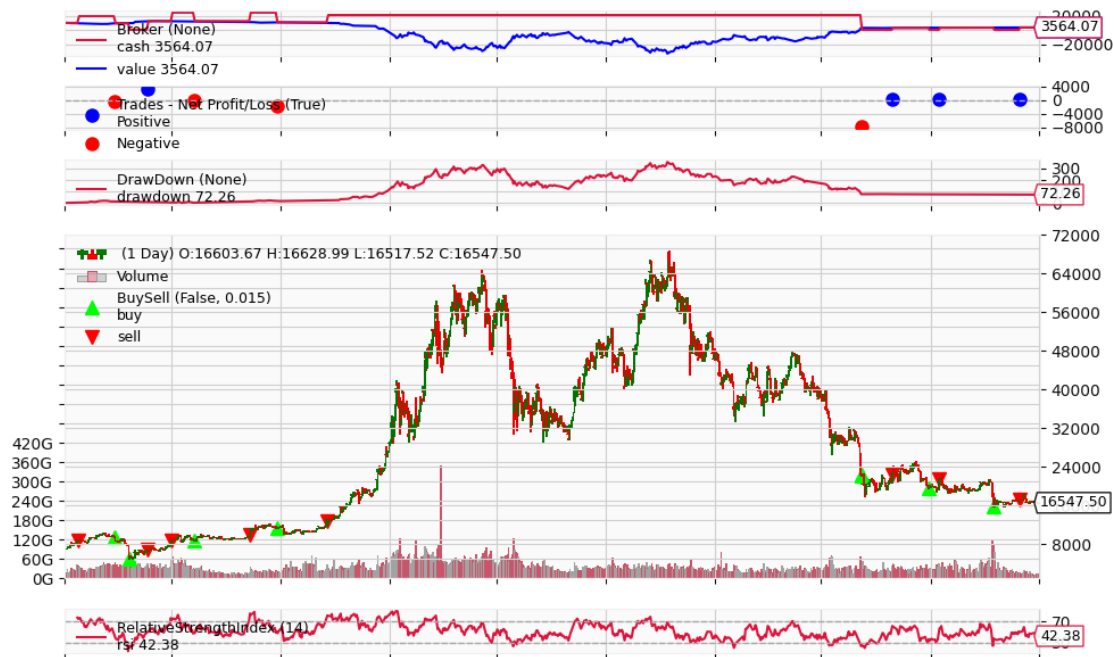 20000
3564.07
−20000
Broker (None)
cash 3564.07
value 3564.07
4000
0
−4000
−8000
Trades - Net Profit/Loss (True)
Positive
Negative
300
200
72.26
0
DrawDown (None)
drawdown 72.26
72000
64000
56000
48000
40000
32000
24000
16547.50
8000
(1 Day) O:16603.67 H:16628.99 L:16517.52 C:16547.50
Volume
BuySell (False, 0.015)
buy
sell
420G
360G
300G
240G
180G
120G
60G
0G
70
42.38
RelativeStrengthIndex (14)
rsi 42.38